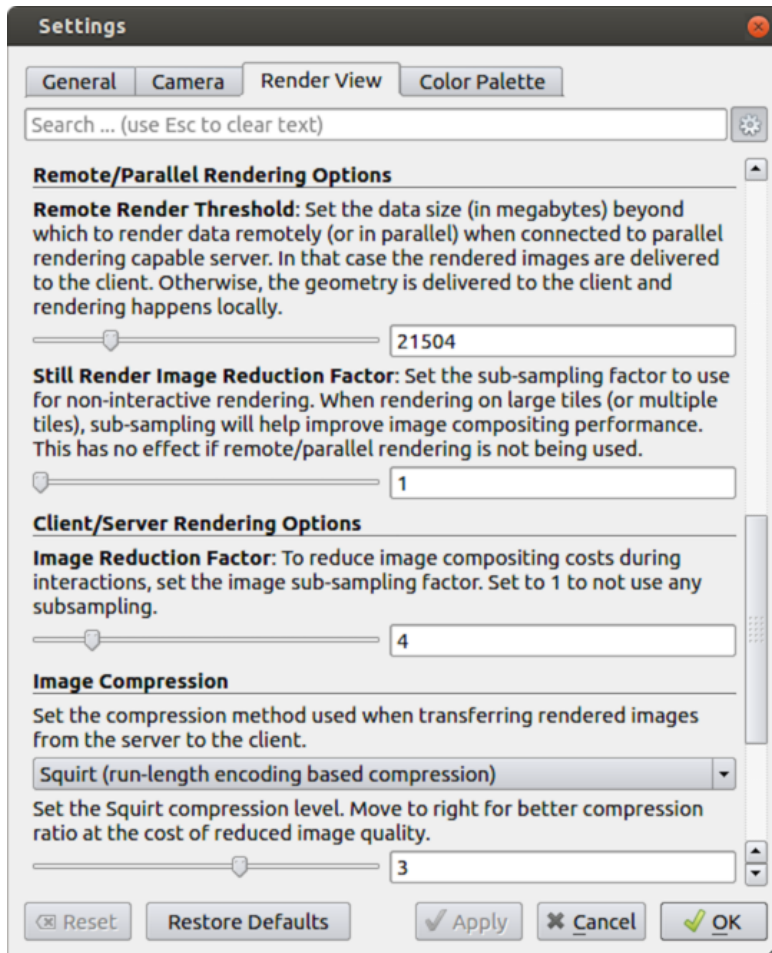 Settings
General Camera Render View Color Palette
Search ... (use Esc to clear text)
Remote/Parallel Rendering Options
Remote Render Threshold: Set the data size (in megabytes) beyond
which to render data remotely (or in parallel) when connected to parallel
rendering capable server. In that case the rendered images are delivered
to the client. Otherwise, the geometry is delivered to the client and
rendering happens locally.
21504
Still Render Image Reduction Factor: Set the sub-sampling factor to use
for non-interactive rendering. When rendering on large tiles (or multiple
tiles), sub-sampling will help improve image compositing performance.
This has no effect if remote/parallel rendering is not being used.
1
Client/Server Rendering Options
Image Reduction Factor: To reduce image compositing costs during
interactions, set the image sub-sampling factor. Set to 1 to not use any
subsampling.
4
Image Compression
Set the compression method used when transferring rendered images
from the server to the client.
Squirt (run-length encoding based compression)
Set the Squirt compression level. Move to right for better compression
ratio at the cost of reduced image quality.
3
Reset Restore Defaults Apply Cancel OK